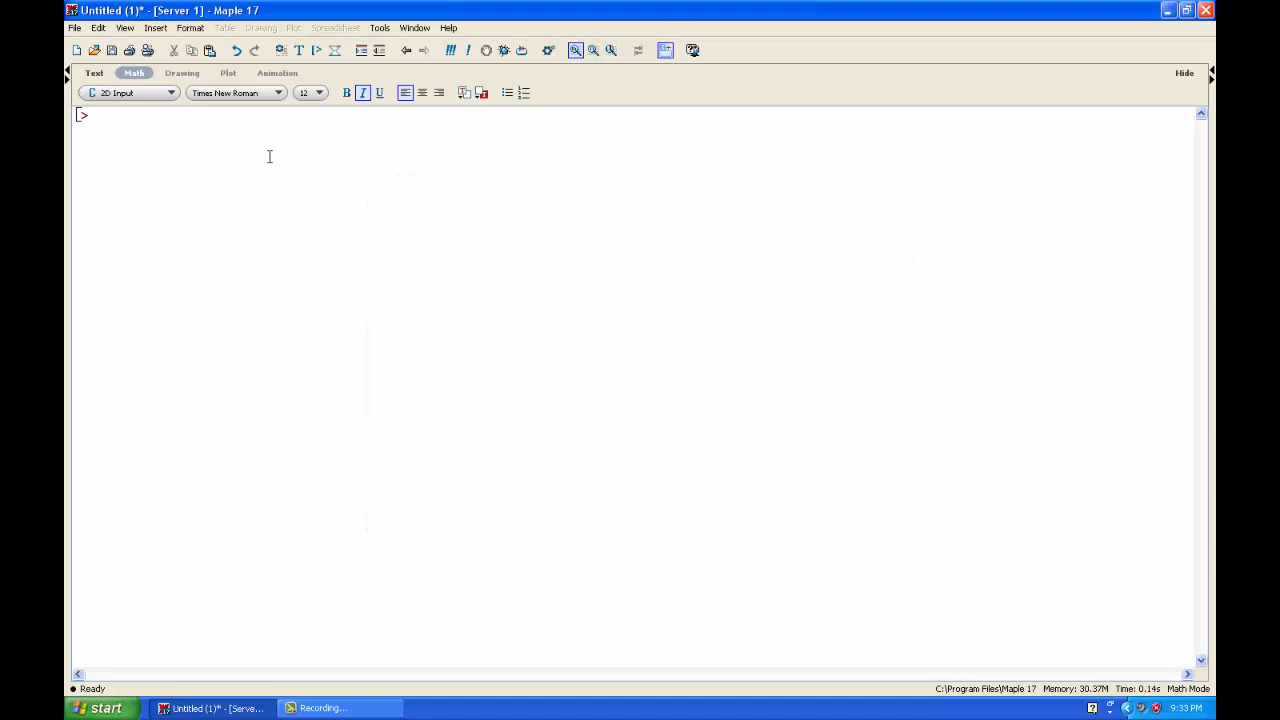 Untitled (1)* - [Server 1] - Maple 17
File Edit View Insert Format Table Drawing Plot Spreadsheet Tools Window Help
Text Math Drawing Plot Animation Hide
C 2D Input Times New Roman 12 B I U
>
Ready C:\Program Files\Maple 17 Memory: 30.37M Time: 0.14s Math Mode
start Untitled (1)* - [Serve... Recording... 9:33 PM